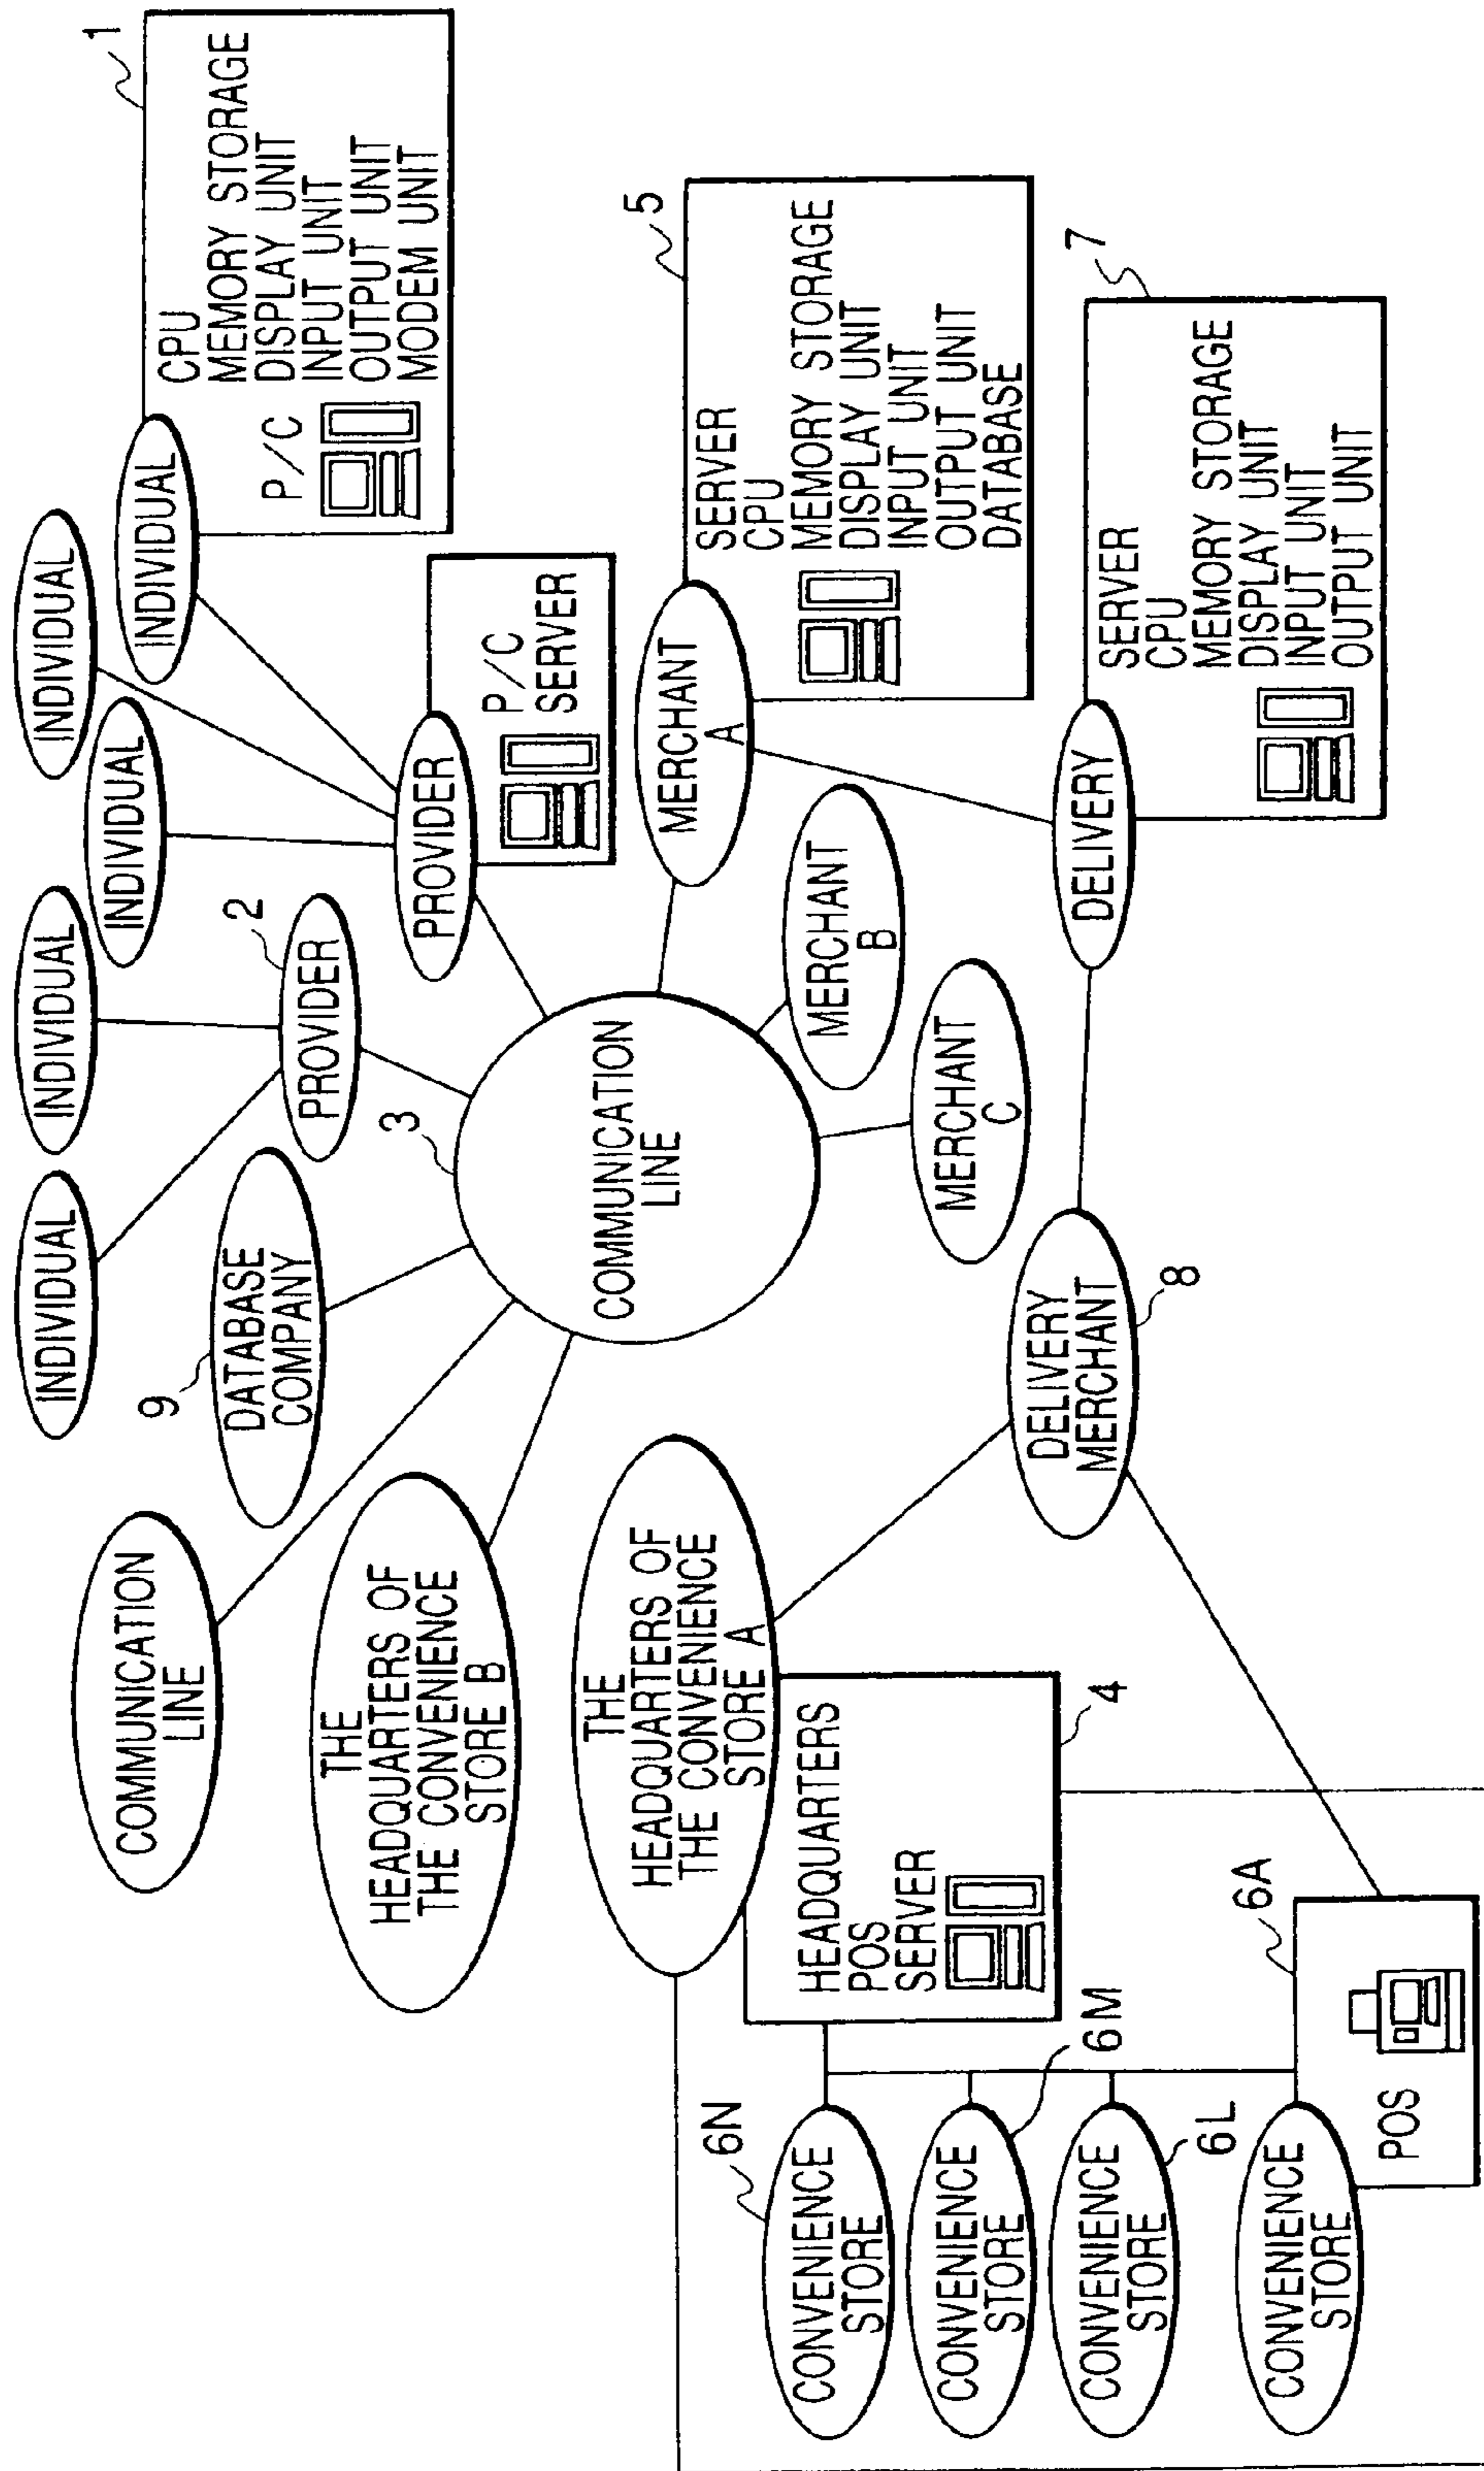 INDIVIDUAL
INDIVIDUAL
INDIVIDUAL
INDIVIDUAL
INDIVIDUAL
1
P/C
CPU
MEMORY STORAGE
DISPLAY UNIT
INPUT UNIT
OUTPUT UNIT
MODEM UNIT
COMMUNICATION
LINE
9
DATABASE
COMPANY
2
PROVIDER
PROVIDER
P/C
SERVER
THE
HEADQUARTERS OF
THE CONVENIENCE
STORE B
3
COMMUNICATION
LINE
MERCHANT
A
5
SERVER
CPU
MEMORY STORAGE
DISPLAY UNIT
INPUT UNIT
OUTPUT UNIT
DATABASE
THE
HEADQUARTERS OF
THE CONVENIENCE
STORE A
MERCHANT
B
MERCHANT
C
HEADQUARTERS
POS
SERVER
4
DELIVERY
MERCHANT
8
DELIVERY
7
SERVER
CPU
MEMORY STORAGE
DISPLAY UNIT
INPUT UNIT
OUTPUT UNIT
6N
CONVENIENCE
STORE
CONVENIENCE
STORE
6M
CONVENIENCE
STORE
6L
CONVENIENCE
STORE
6A
POS